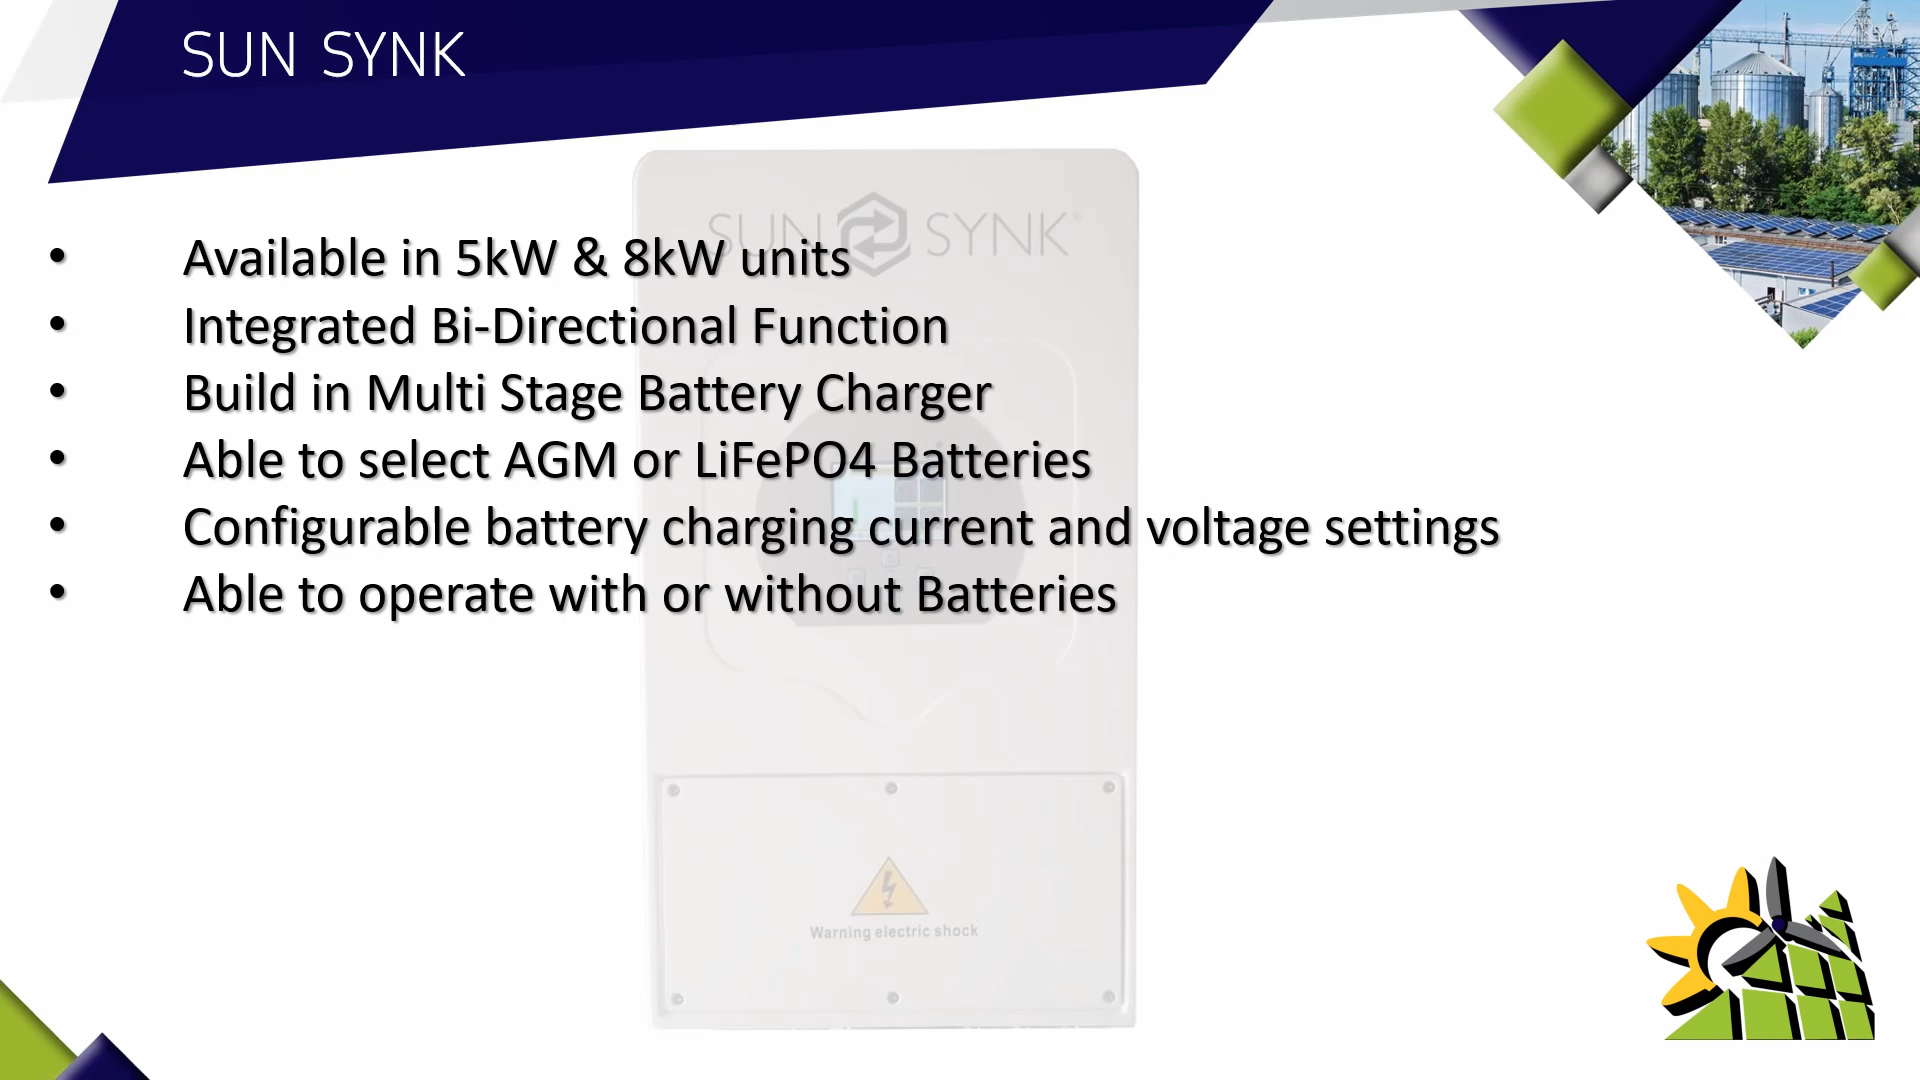 SUN SYNK
SUN SYNK
• Available in 5kW & 8kW units
• Integrated Bi-Directional Function
• Build in Multi Stage Battery Charger
• Able to select AGM or LiFePO4 Batteries
• Configurable battery charging current and voltage settings
• Able to operate with or without Batteries
Warning electric shock